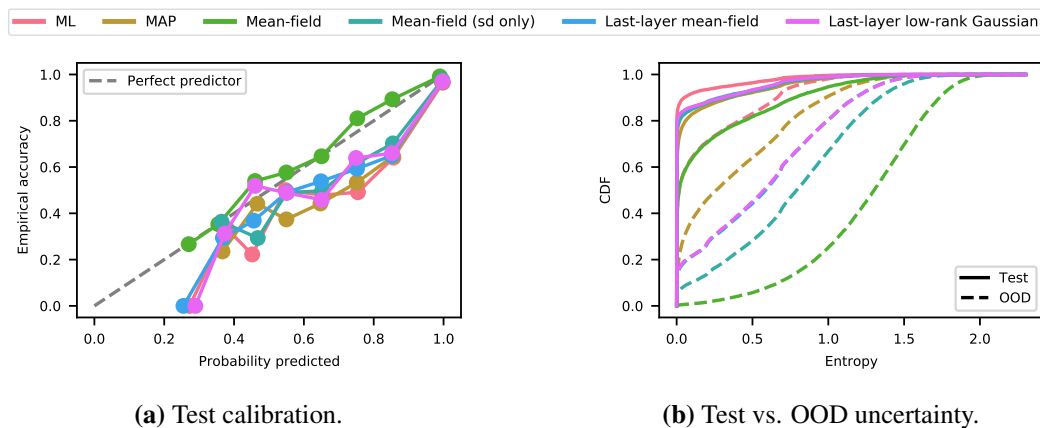 ML MAP Mean-field Mean-field (sd only) Last-layer mean-field Last-layer low-rank Gaussian
Perfect predictor
1.0
0.8
0.6
0.4
0.2
0.0
Empirical accuracy
0.0 0.2 0.4 0.6 0.8 1.0
Probability predicted
(a) Test calibration.
1.0
0.8
0.6
0.4
0.2
0.0
CDF
Test
OOD
0.0 0.5 1.0 1.5 2.0
Entropy
(b) Test vs. OOD uncertainty.